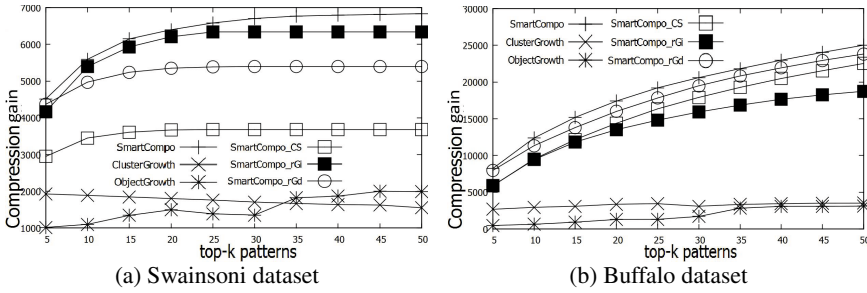 7000
6000
5000
4000
3000
2000
1000
Compression gain
SmartCompo
ClusterGrowth
ObjectGrowth
SmartCompo_CS
SmartCompo_rGi
SmartCompo_rGd
5 10 15 20 25 30 35 40 45 50
top-k patterns
(a) Swainsoni dataset
30000
25000
20000
15000
10000
5000
0
Compression gain
SmartCompo
ClusterGrowth
ObjectGrowth
SmartCompo_CS
SmartCompo_rGi
SmartCompo_rGd
5 10 15 20 25 30 35 40 45 50
top-k patterns
(b) Buffalo dataset